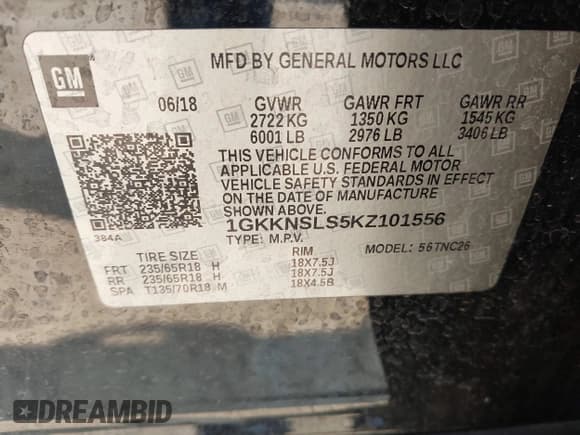 GM
MFD BY GENERAL MOTORS LLC
06/18 GVWR GAWR FRT GAWR RR
2722 KG 1350 KG 1545 KG
6001 LB 2976 LB 3406 LB
THIS VEHICLE CONFORMS TO ALL
APPLICABLE U.S. FEDERAL MOTOR
VEHICLE SAFETY STANDARDS IN EFFECT
ON THE DATE OF MANUFACTURE
SHOWN ABOVE.
1GKKNSLS5KZ101556
384A
TYPE: M.P.V. MODEL: 56TNC26
TIRE SIZE RIM
FRT 235/65R18 H 18X7.5J
RR 235/65R18 H 18X7.5J
SPA T135/70R18 M 18X4.5B
DREAMBID